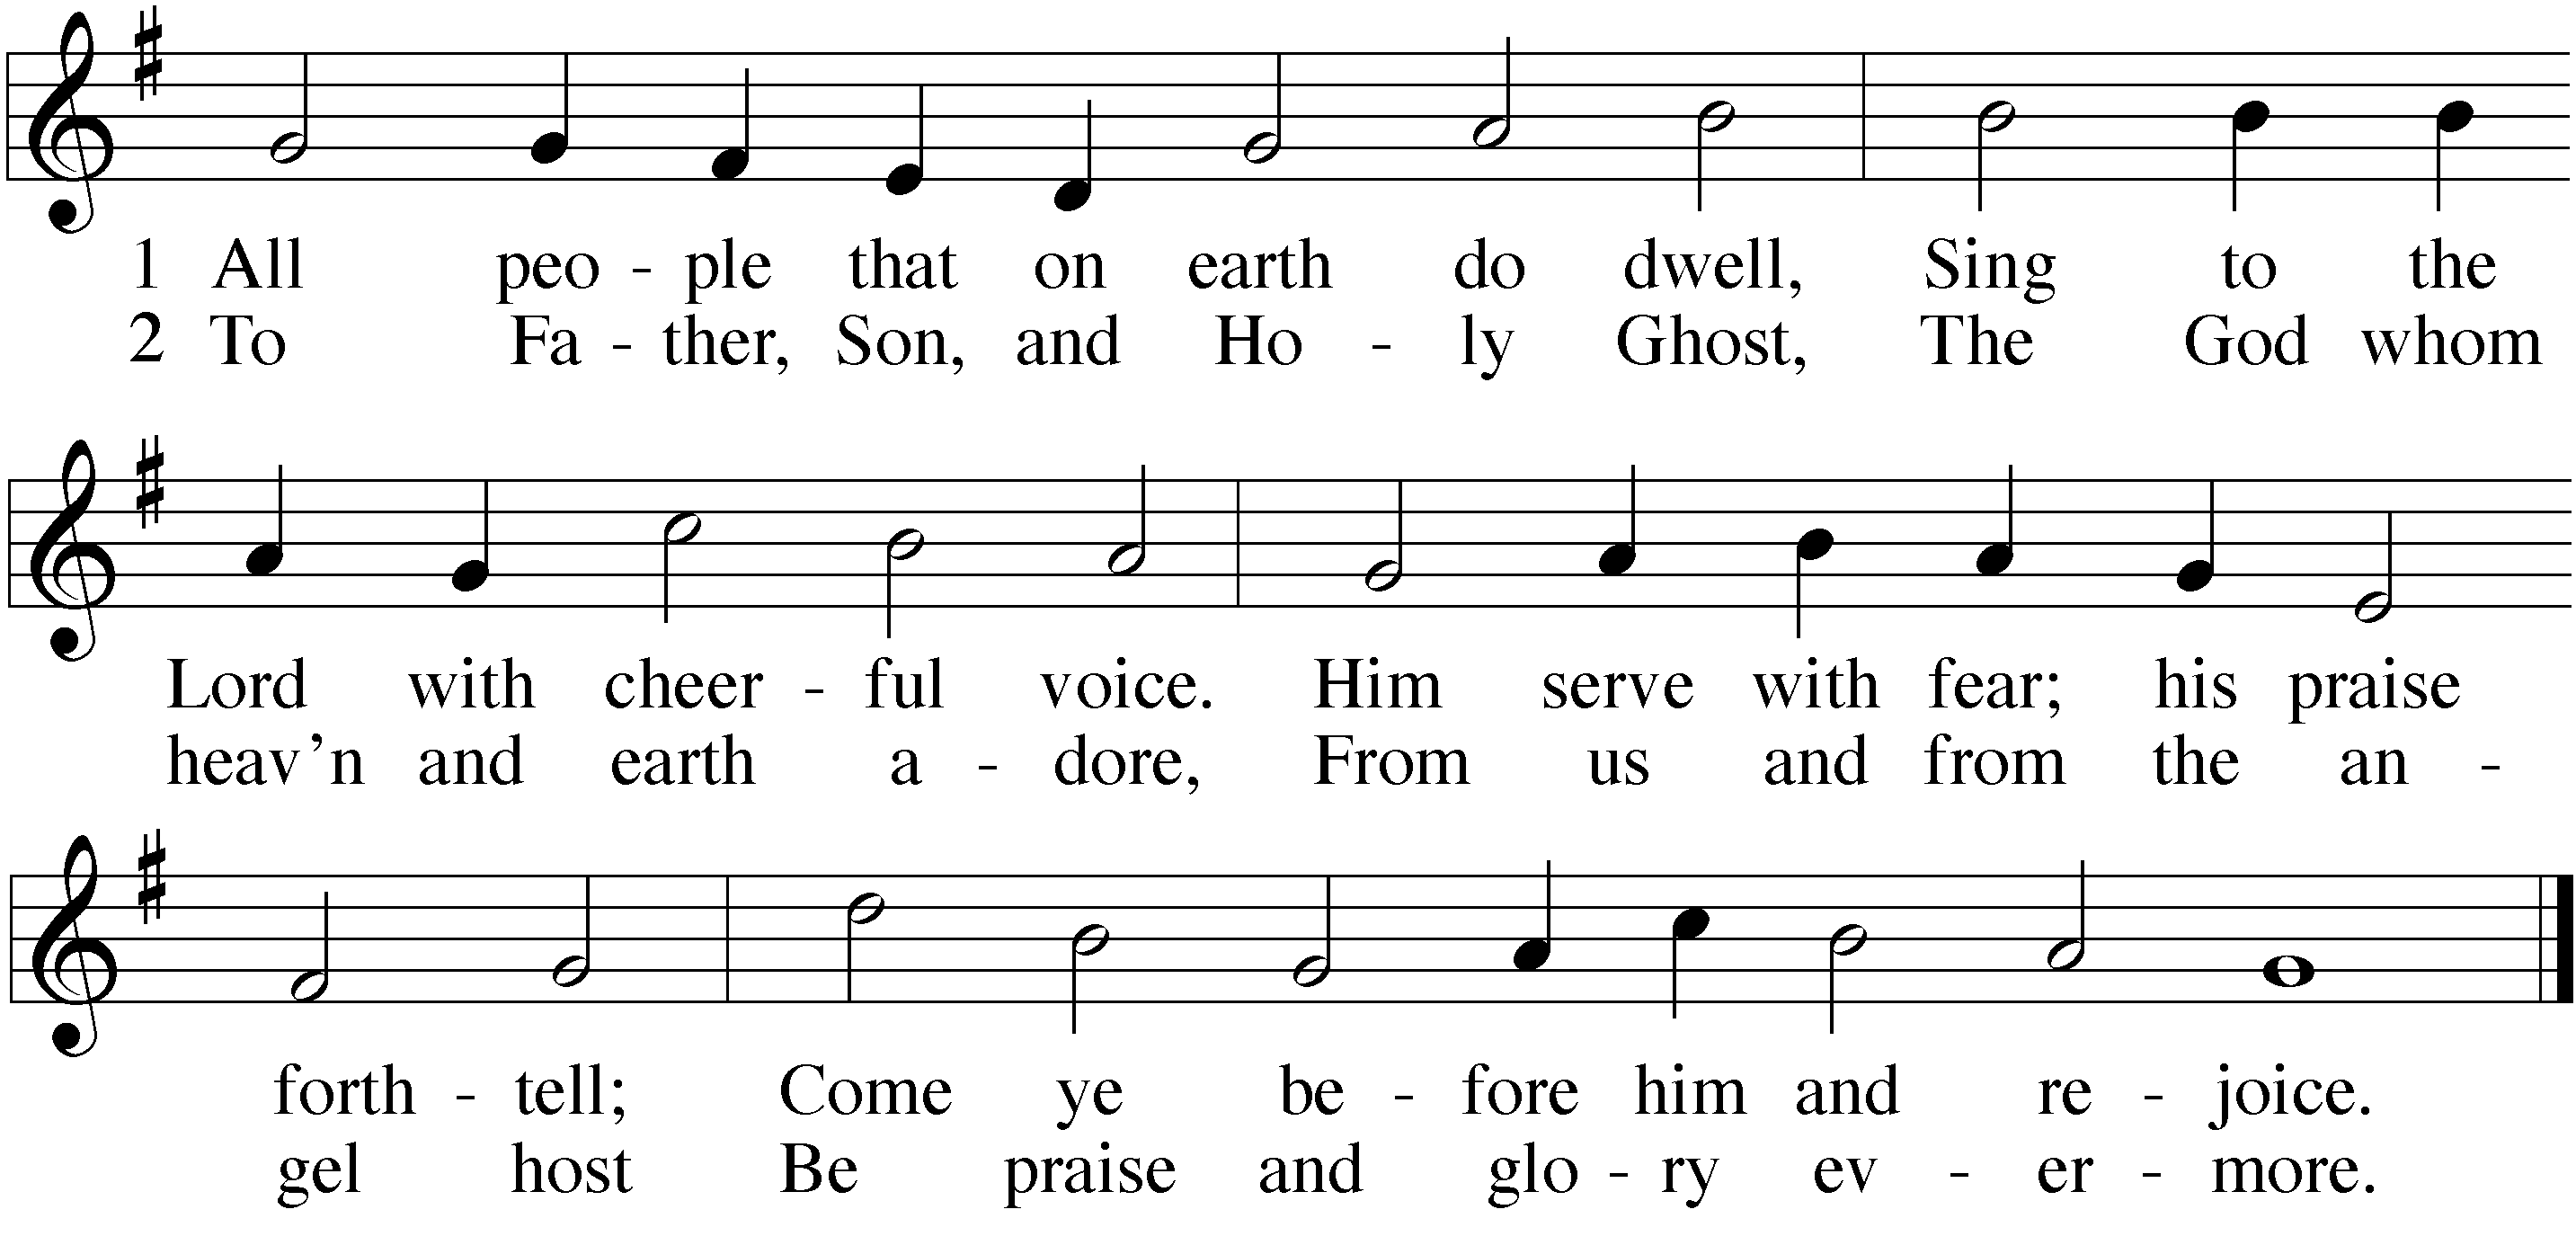 1 All peo - ple that on earth do dwell, Sing to the
2 To Fa - ther, Son, and Ho - ly Ghost, The God whom
Lord with cheer - ful voice. Him serve with fear; his praise
heav'n and earth a - dore, From us and from the an -
forth - tell; Come ye be - fore him and re - joice.
gel host Be praise and glo - ry ev - er - more.